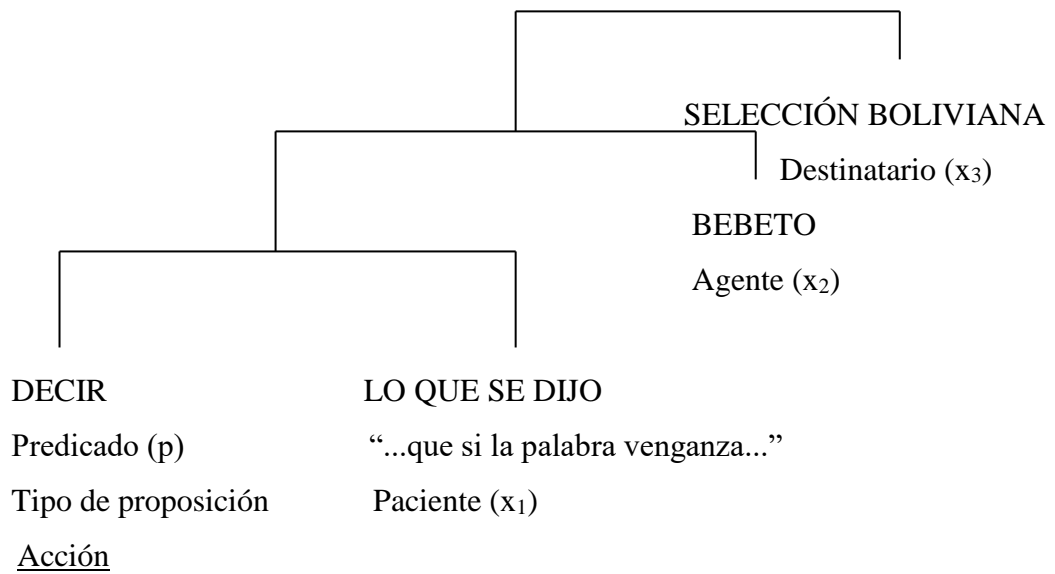 SELECCIÓN BOLIVIANA
Destinatario (x₃)
BEBETO
Agente (x₂)
DECIR LO QUE SE DIJO
Predicado (p) “...que si la palabra venganza...”
Tipo de proposición Paciente (x₁)
Acción